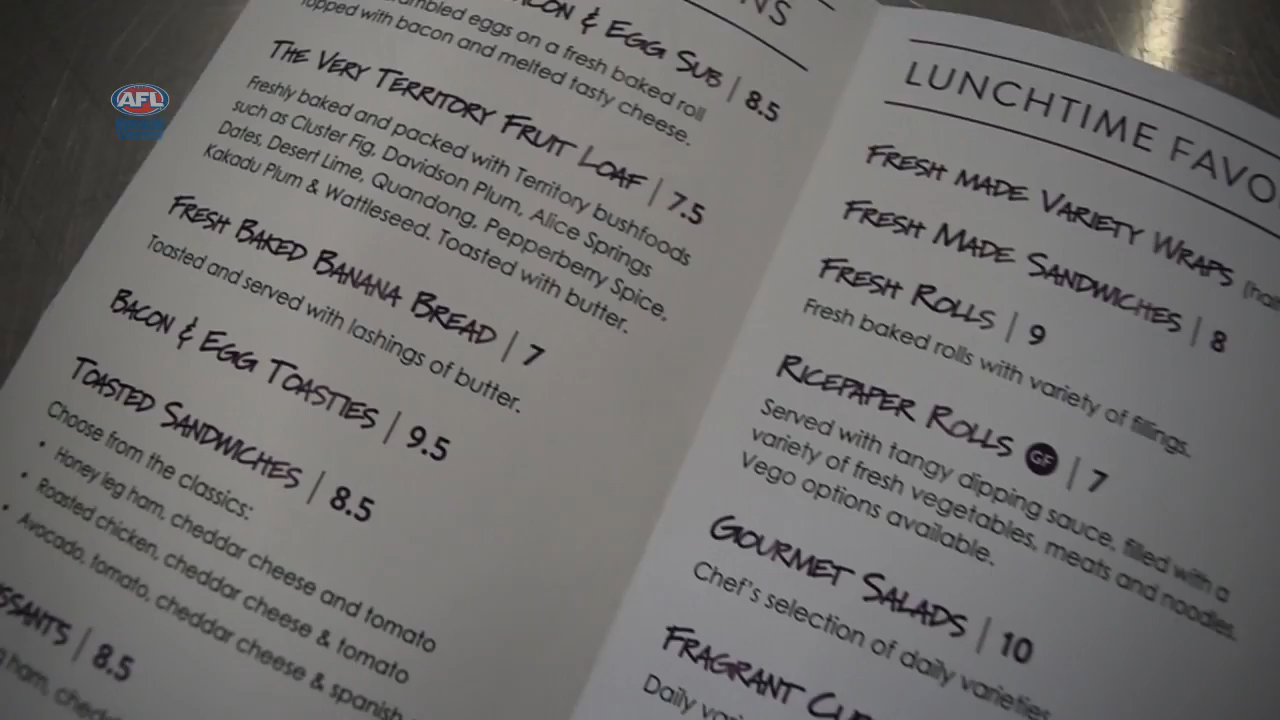 AFL
BACON & EGG SUB | 8.5
eggs on a fresh baked roll
topped with bacon and melted tasty cheese.
THE VERY TERRITORY FRUIT LOAF | 7.5
Freshly baked and packed with Territory bushfoods
such as Cluster Fig, Davidson Plum, Alice Springs
Dates, Desert Lime, Quandong, Pepperberry Spice,
Kakadu Plum & Wattleseed. Toasted with butter.
FRESH BAKED BANANA BREAD | 7
Toasted and served with lashings of butter.
BACON & EGG TOASTIES | 9.5
TOASTED SANDWICHES | 8.5
Choose from the classics:
• Honey leg ham, cheddar cheese and tomato
• Roasted chicken, cheddar cheese & tomato
• Avocado, tomato, cheddar cheese & spanish
SSANTS | 8.5
ham,
LUNCHTIME FAVO
FRESH MADE VARIETY WRAPS
FRESH MADE SANDWICHES | 8
FRESH ROLLS | 9
Fresh baked rolls with variety of fillings.
RICEPAPER ROLLS GF | 7
Served with tangy dipping sauce, filled with a
variety of fresh vegetables, meats and noodles.
Vego options available.
GOURMET SALADS | 10
Chef's selection of daily varieties
FRAGRANT
Daily